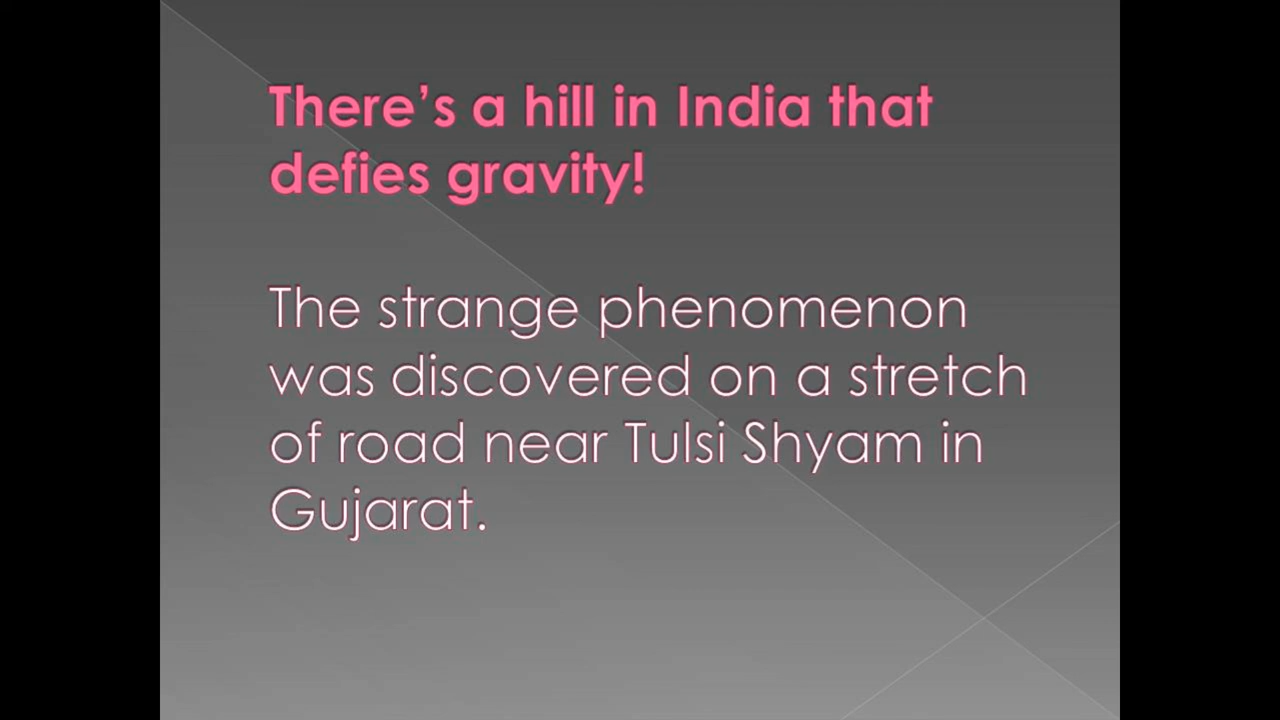 There’s a hill in India that
defies gravity!
The strange phenomenon
was discovered on a stretch
of road near Tulsi Shyam in
Gujarat.